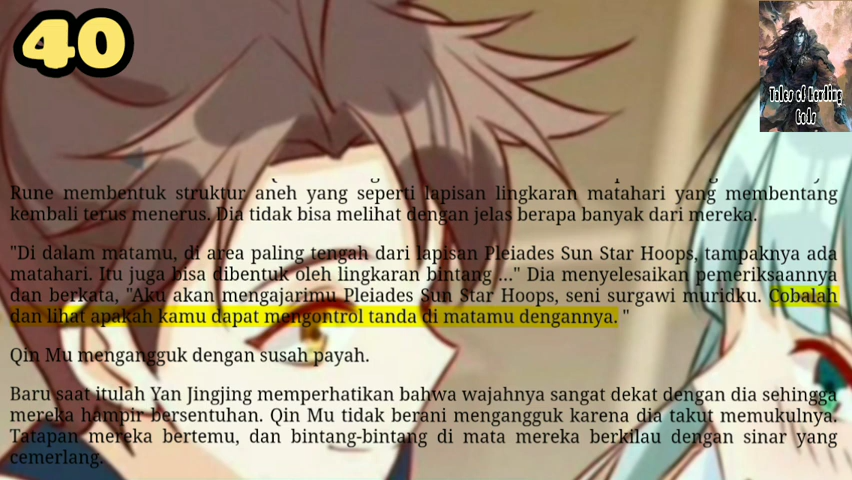 40
Tales of Herding
Gods
Rune membentuk struktur aneh yang seperti lapisan lingkaran matahari yang membentang
kembali terus menerus. Dia tidak bisa melihat dengan jelas berapa banyak dari mereka.
"Di dalam matamu, di area paling tengah dari lapisan Pleiades Sun Star Hoops, tampaknya ada
matahari. Itu juga bisa dibentuk oleh lingkaran bintang ..." Dia menyelesaikan pemeriksaannya
dan berkata, "Aku akan mengajarimu Pleiades Sun Star Hoops, seni surgawi muridku. Cobalah
dan lihat apakah kamu dapat mengontrol tanda di matamu dengannya. "
Qin Mu mengangguk dengan susah payah.
Baru saat itulah Yan Jingjing memperhatikan bahwa wajahnya sangat dekat dengan dia sehingga
mereka hampir bersentuhan. Qin Mu tidak berani mengangguk karena dia takut memukulnya.
Tatapan mereka bertemu, dan bintang-bintang di mata mereka berkilau dengan sinar yang
cemerlang.